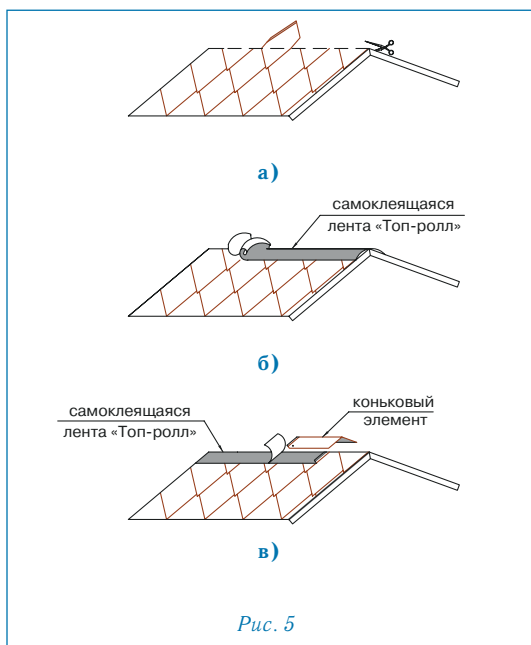 а)
самоклеящаяся
лента «Топ-ролл»
б)
самоклеящаяся
лента «Топ-ролл»
коньковый
элемент
в)
Рис. 5